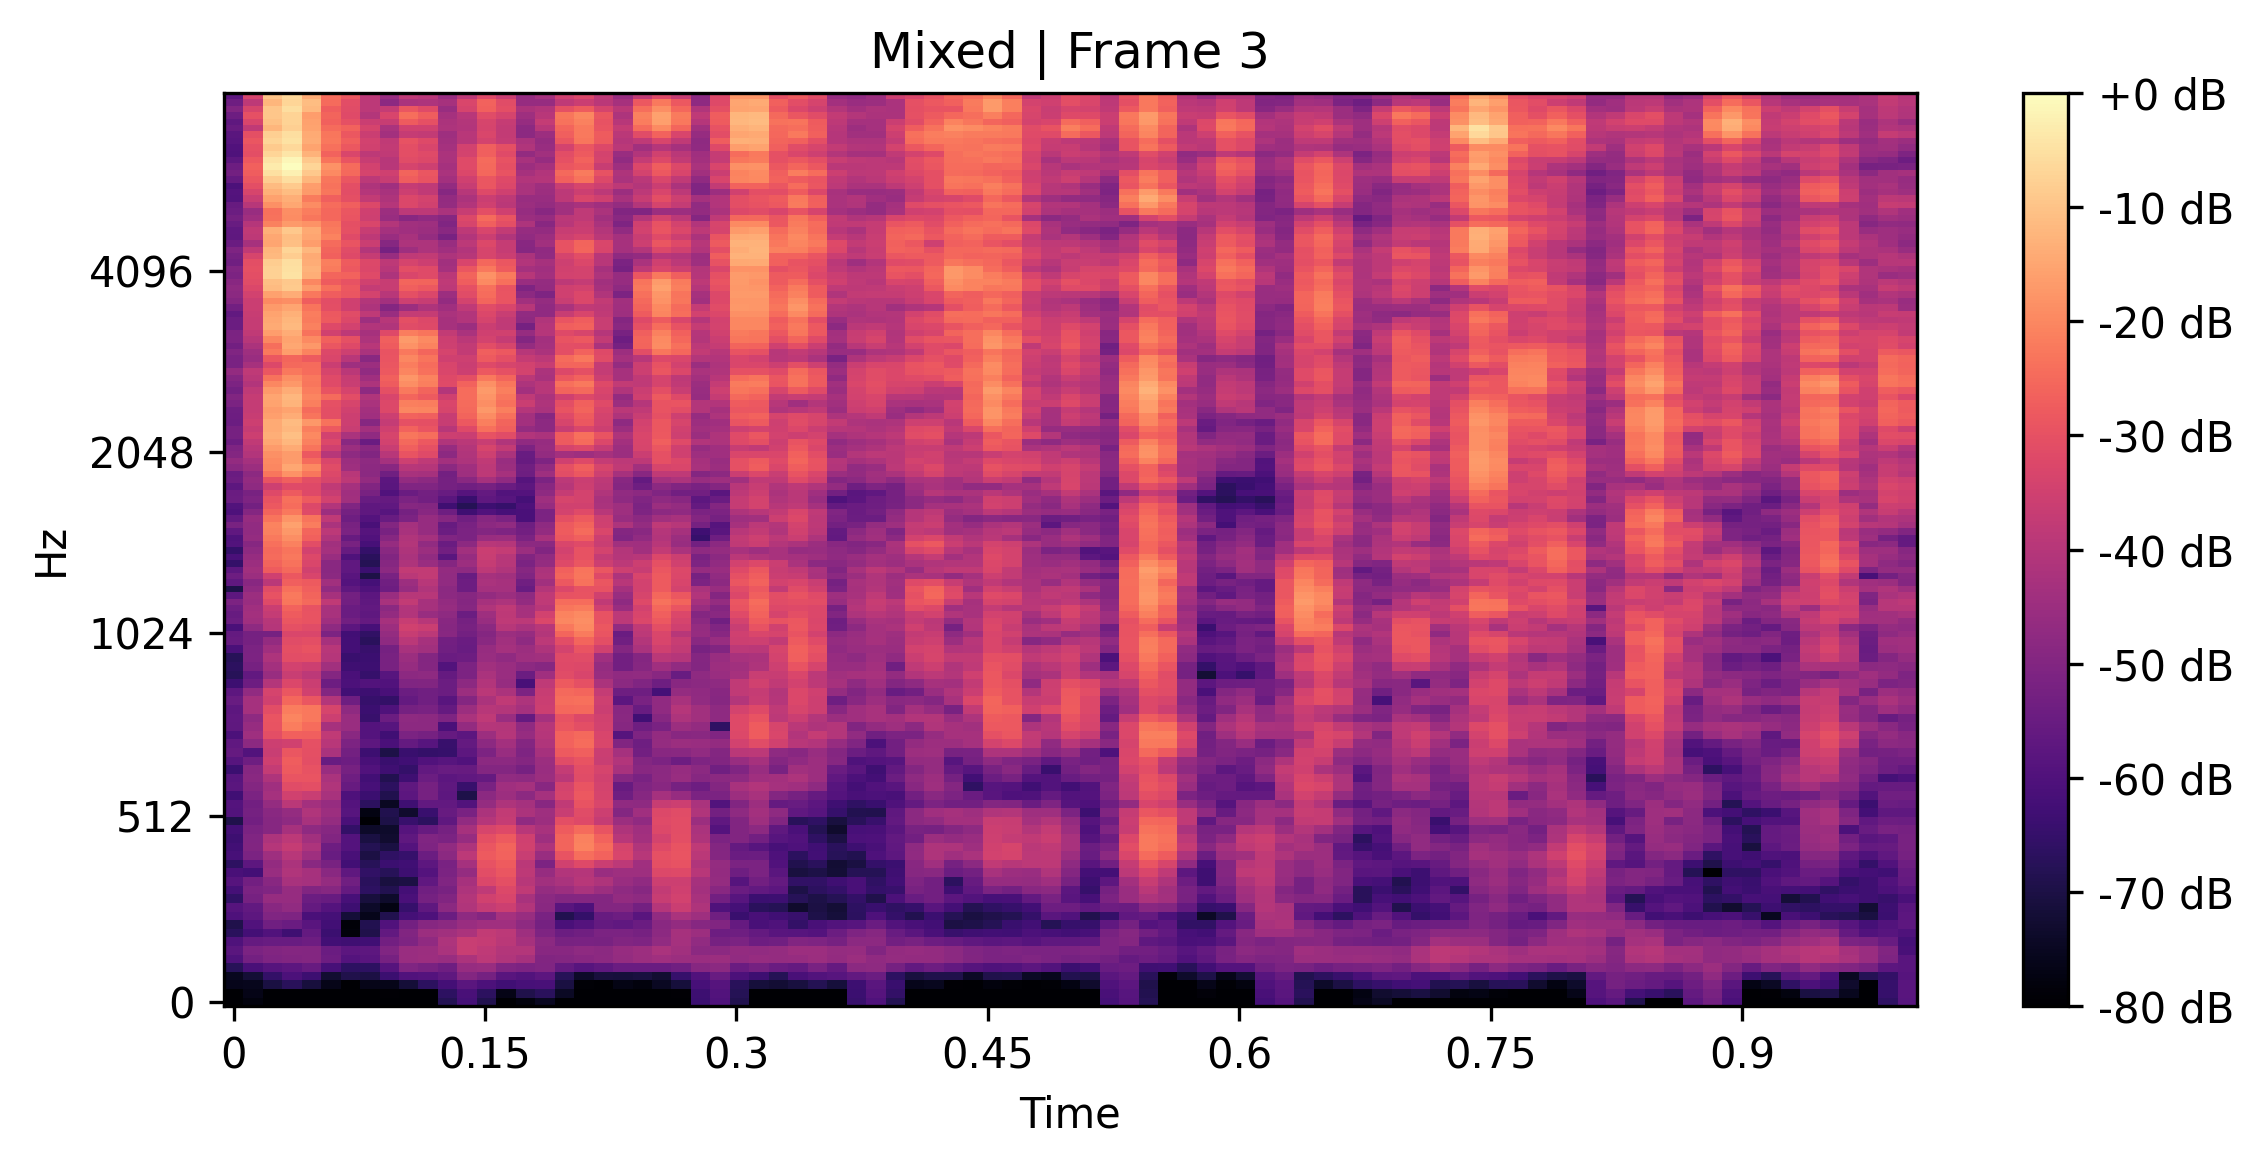 Mixed | Frame 3
+0 dB
-10 dB
-20 dB
-30 dB
-40 dB
-50 dB
-60 dB
-70 dB
-80 dB
Hz
4096
2048
1024
512
0
0 0.15 0.3 0.45 0.6 0.75 0.9
Time